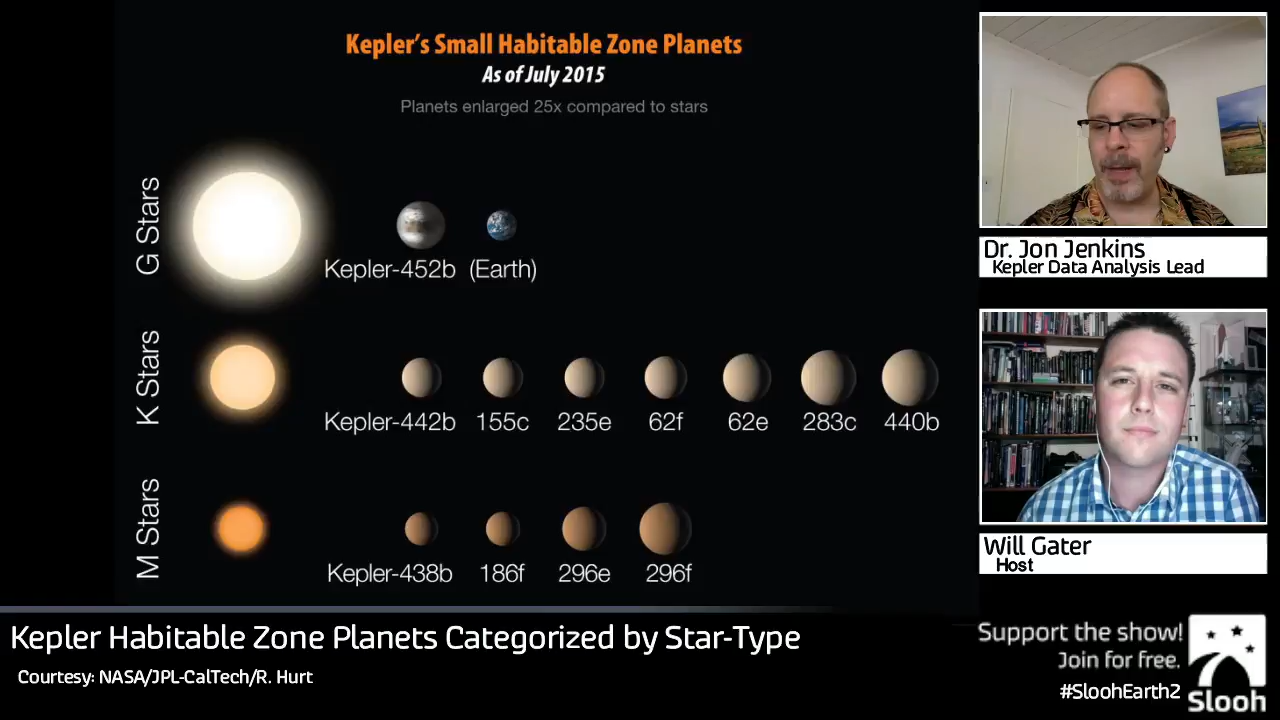 Kepler's Small Habitable Zone Planets
As of July 2015
Planets enlarged 25x compared to stars
G Stars
Kepler-452b (Earth)
K Stars
Kepler-442b 155c 235e 62f 62e 283c 440b
M Stars
Kepler-438b 186f 296e 296f
Dr. Jon Jenkins
Kepler Data Analysis Lead
Will Gater
Host
Kepler Habitable Zone Planets Categorized by Star-Type
Courtesy: NASA/JPL-CalTech/R. Hurt
Support the show!
Join for free.
#SloohEarth2
Slooh